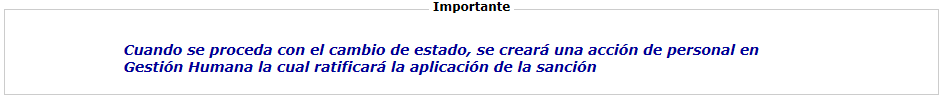 Importante
Cuando se proceda con el cambio de estado, se creará una acción de personal en
Gestión Humana la cual ratificará la aplicación de la sanción